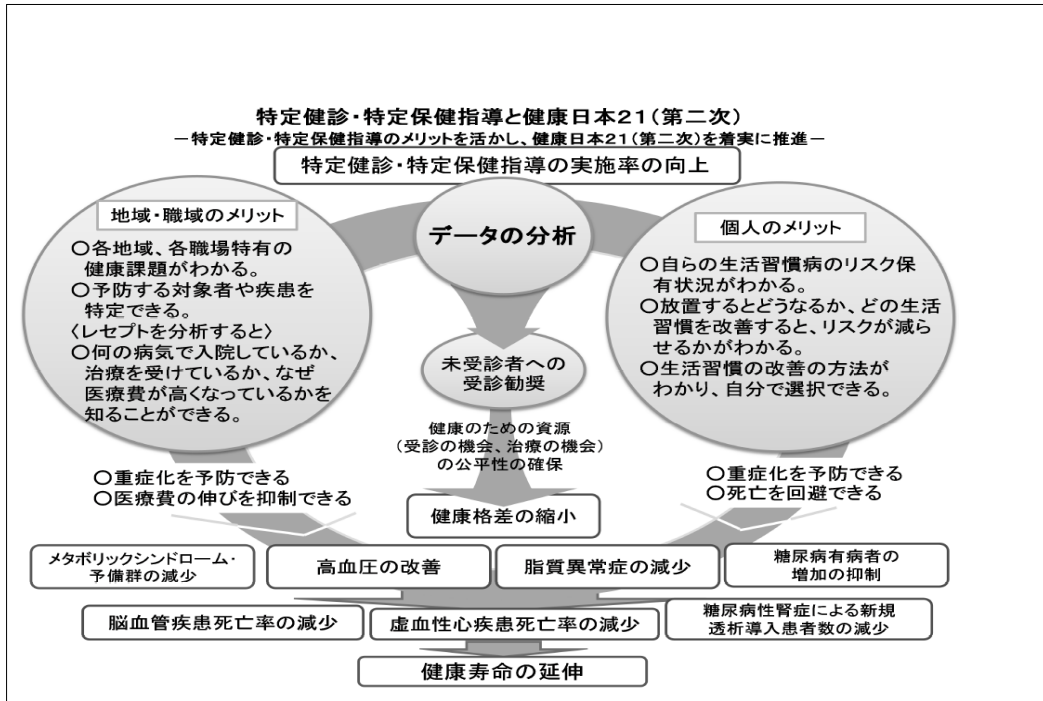 特定健診・特定保健指導と健康日本21(第二次)
－特定健診・特定保健指導のメリットを活かし、健康日本21(第二次)を着実に推進－
特定健診・特定保健指導の実施率の向上
地域・職域のメリット
○各地域、各職場特有の
健康課題がわかる。
○予防する対象者や疾患を
特定できる。
〈レセプトを分析すると〉
○何の病気で入院しているか、
治療を受けているか、なぜ
医療費が高くなっているかを
知ることができる。
データの分析
個人のメリット
○自らの生活習慣病のリスク保
有状況がわかる。
○放置するとどうなるか、どの生活
習慣を改善すると、リスクが減ら
せるかがわかる。
○生活習慣の改善の方法が
わかり、自分で選択できる。
未受診者への
受診勧奨
健康のための資源
(受診の機会、治療の機会)
の公平性の確保
○重症化を予防できる
○医療費の伸びを抑制できる
○重症化を予防できる
○死亡を回避できる
健康格差の縮小
メタボリックシンドローム・
予備群の減少
高血圧の改善
脂質異常症の減少
糖尿病有病者の
増加の抑制
脳血管疾患死亡率の減少
虚血性心疾患死亡率の減少
糖尿病性腎症による新規
透析導入患者数の減少
健康寿命の延伸